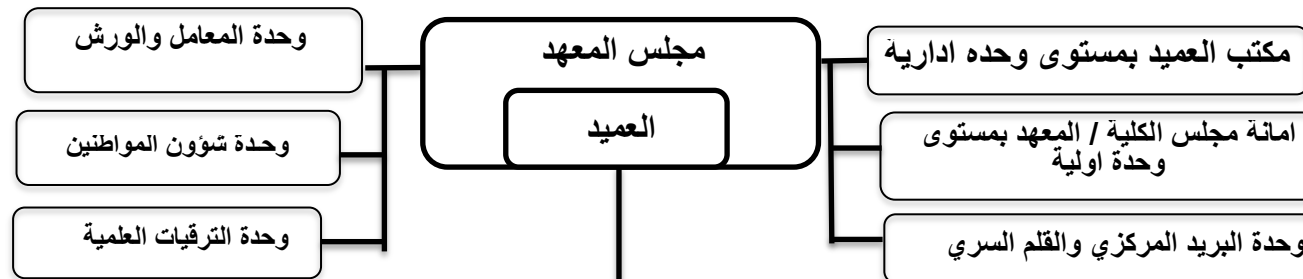 مكتب العميد بمستوى وحده ادارية
امانة مجلس الكلية / المعهد بمستوى
وحدة اولية
وحدة البريد المركزي والقلم السري
مجلس المعهد
العميد
وحدة المعامل والورش
وحدة شؤون المواطنين
وحدة الترقيات العلمية